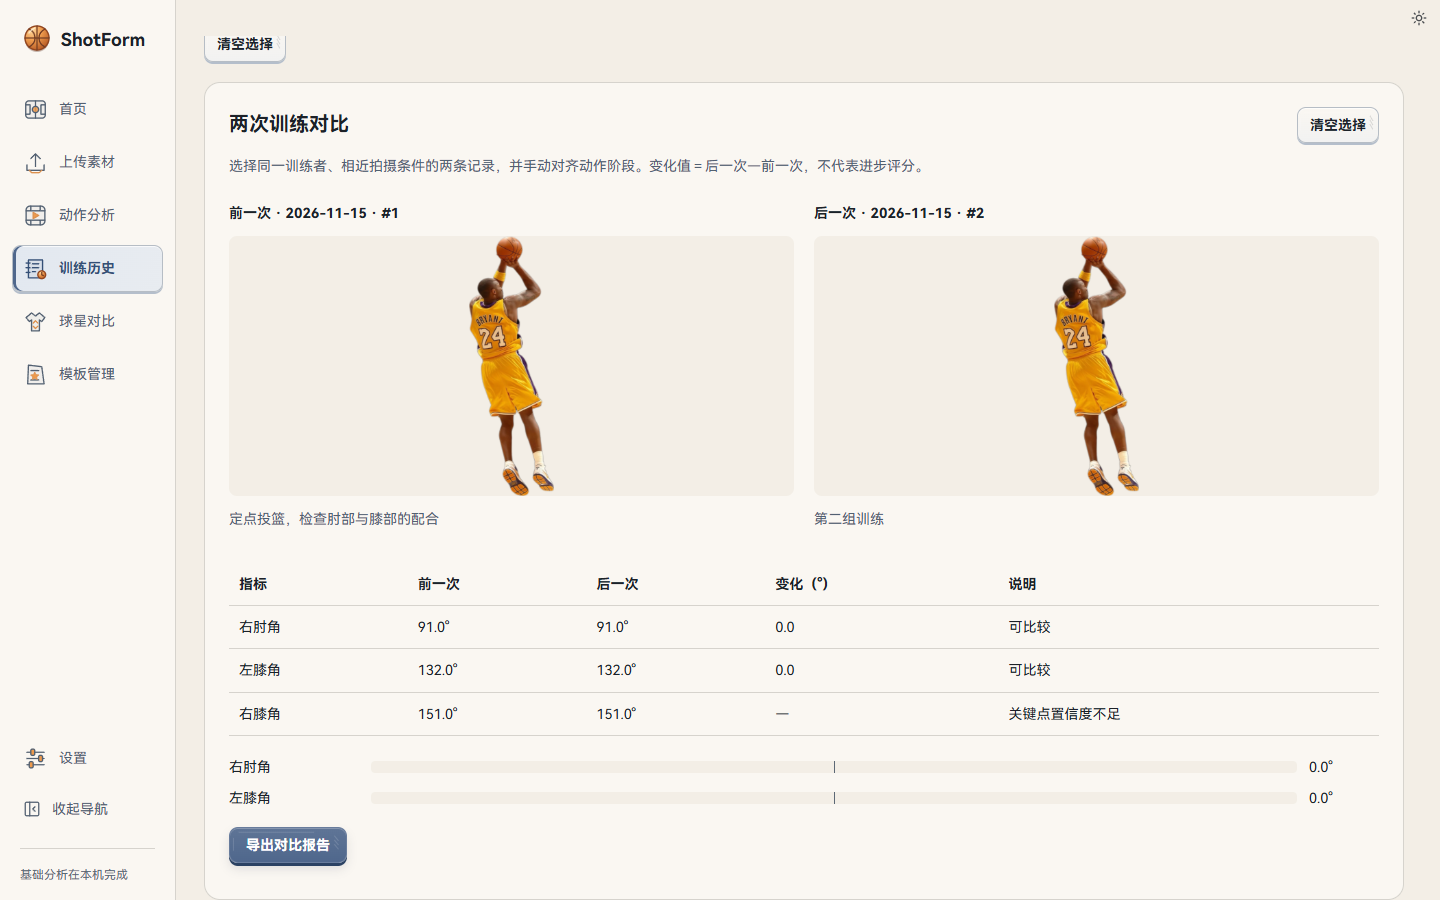 ShotForm
首页
上传素材
动作分析
训练历史
球星对比
模板管理
设置
收起导航
基础分析在本机完成
清空选择
两次训练对比
清空选择
选择同一训练者、相近拍摄条件的两条记录，并手动对齐动作阶段。变化值 = 后一次—前一次，不代表进步评分。
前一次 · 2026-11-15 · #1
后一次 · 2026-11-15 · #2
BRYANT
24
BRYANT
24
定点投篮，检查肘部与膝部的配合
第二组训练
指标 前一次 后一次 变化（°） 说明
右肘角 91.0° 91.0° 0.0 可比较
左膝角 132.0° 132.0° 0.0 可比较
右膝角 151.0° 151.0° — 关键点置信度不足
右肘角 0.0°
左膝角 0.0°
导出对比报告